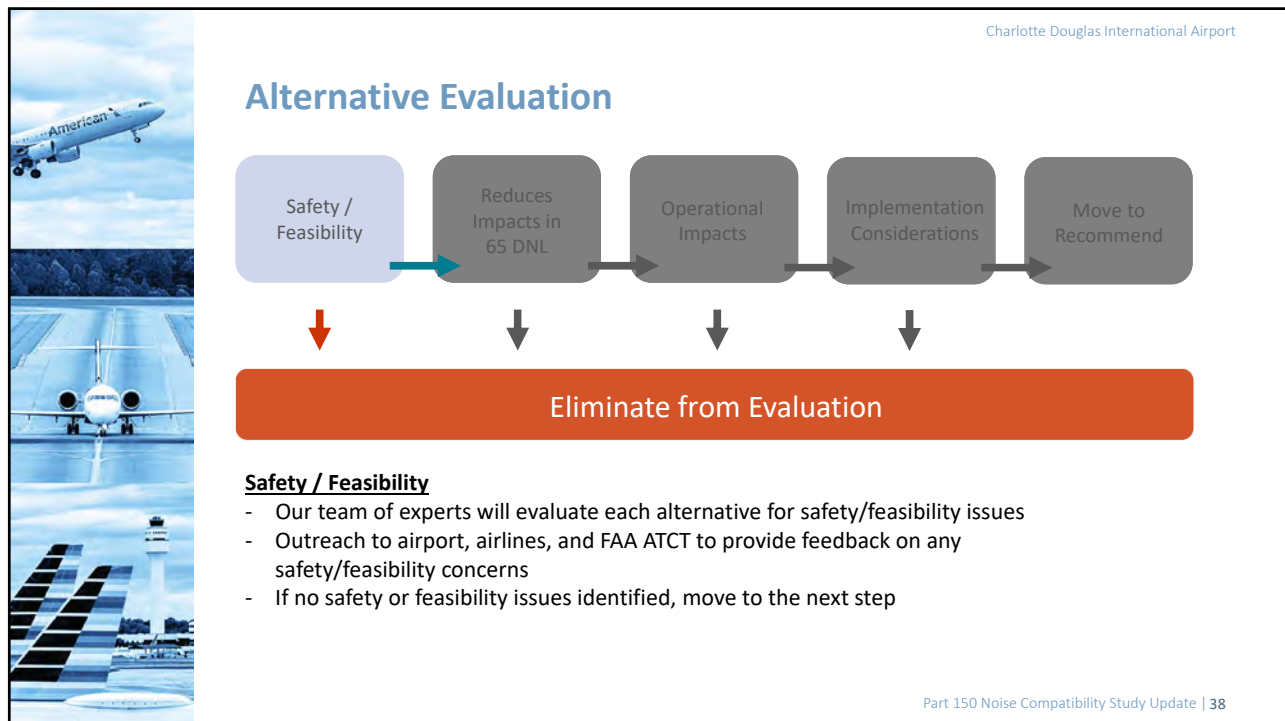 Charlotte Douglas International Airport
American
Alternative Evaluation
Safety /
Feasibility
Reduces
Impacts in
65 DNL
Operational
Impacts
Implementation
Considerations
Move to
Recommend
Eliminate from Evaluation
Safety / Feasibility
- Our team of experts will evaluate each alternative for safety/feasibility issues
- Outreach to airport, airlines, and FAA ATCT to provide feedback on any
safety/feasibility concerns
- If no safety or feasibility issues identified, move to the next step
Part 150 Noise Compatibility Study Update | 38